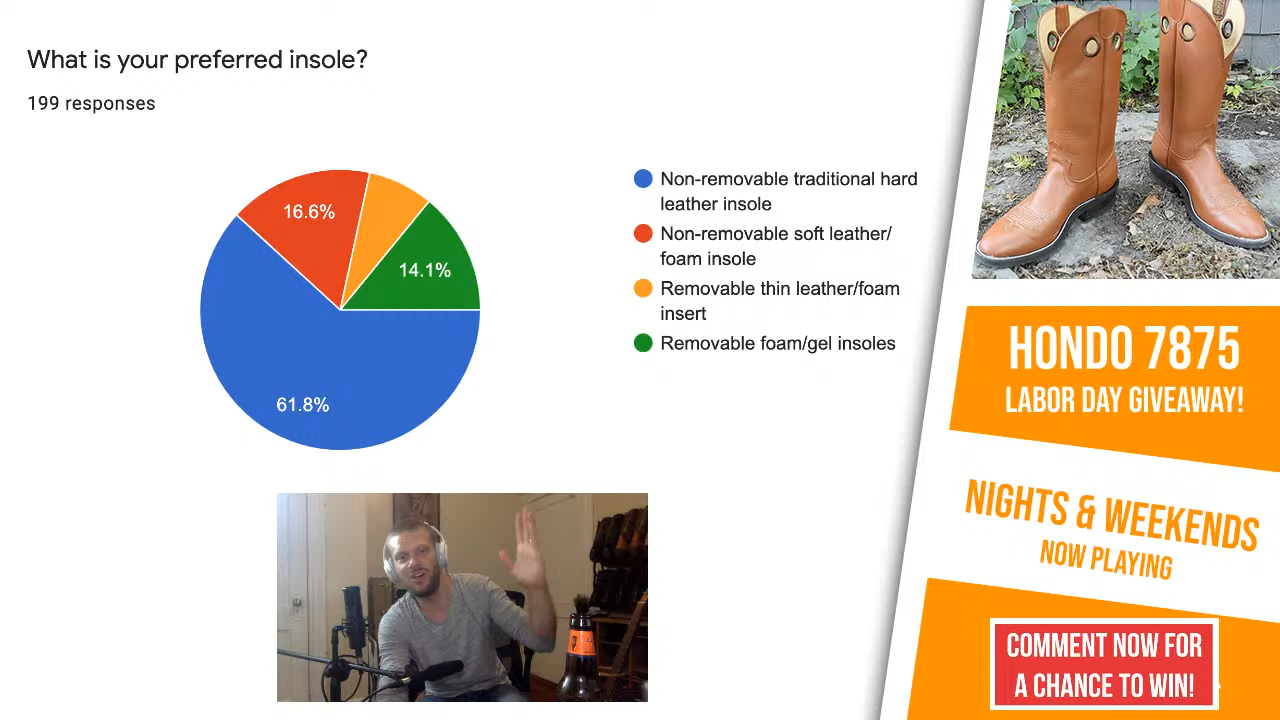 What is your preferred insole?
199 responses
16.6%
14.1%
61.8%
Non-removable traditional hard
leather insole
Non-removable soft leather/
foam insole
Removable thin leather/foam
insert
Removable foam/gel insoles
HONDO 7875
LABOR DAY GIVEAWAY!
NIGHTS & WEEKENDS
NOW PLAYING
COMMENT NOW FOR
A CHANCE TO WIN!